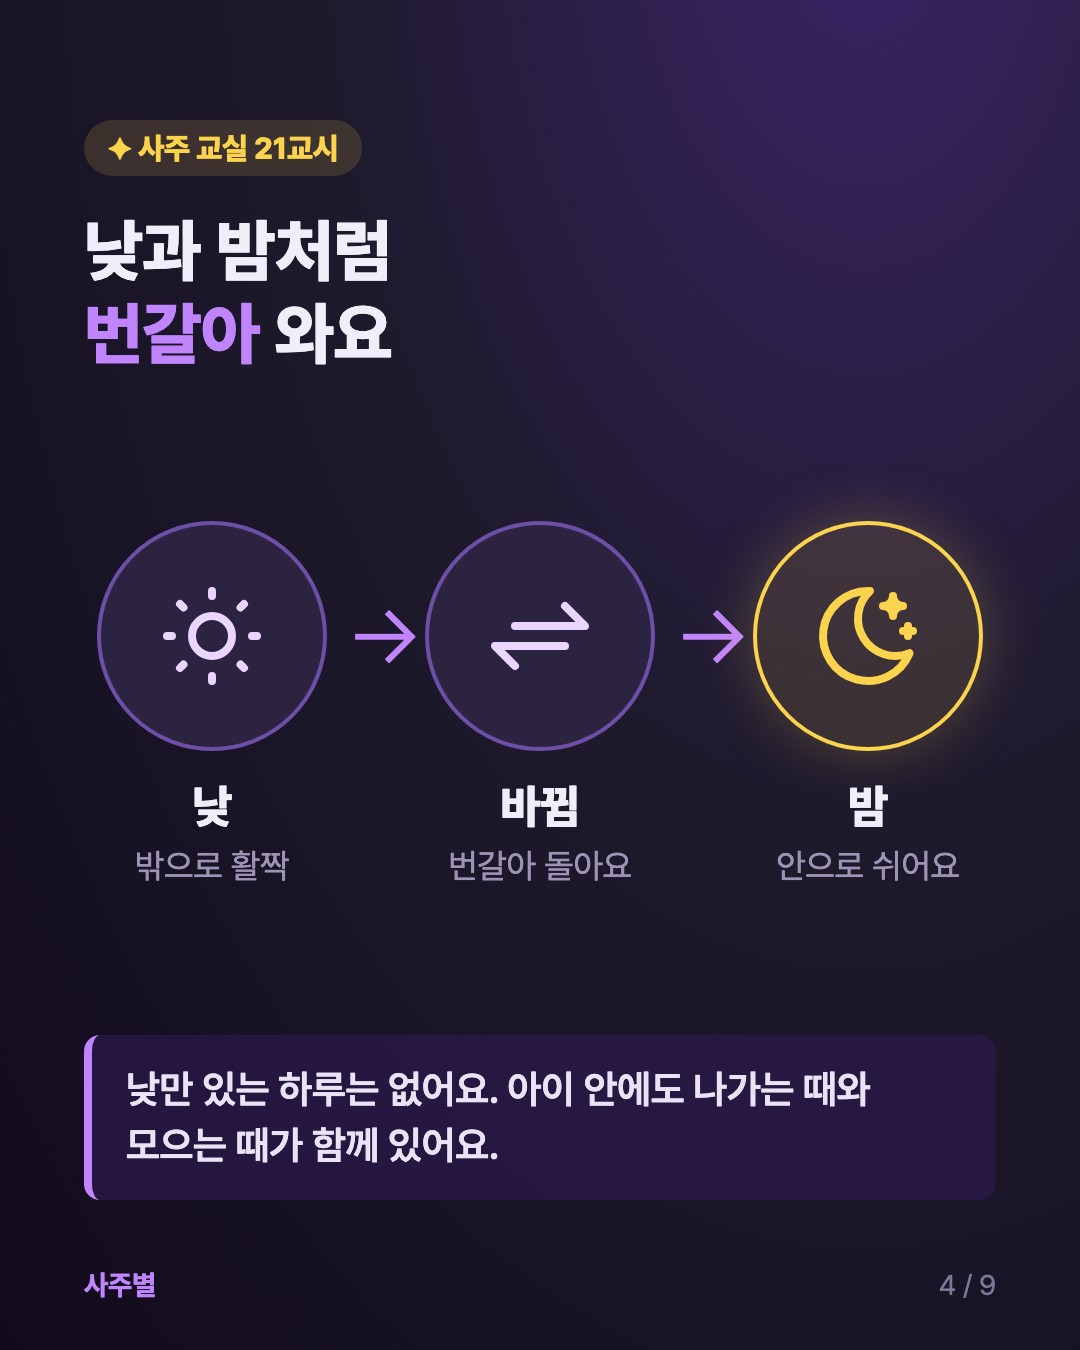 ✦ 사주 교실 21교시
낮과 밤처럼
번갈아 와요
낮
밖으로 활짝
바뀜
번갈아 돌아요
밤
안으로 쉬어요
낮만 있는 하루는 없어요. 아이 안에도 나가는 때와
모으는 때가 함께 있어요.
사주별
4 / 9